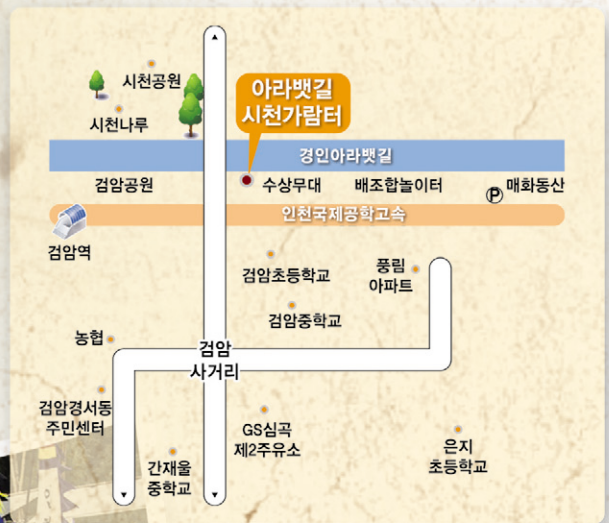 시천공원
시천나루
아라뱃길
시천가람터
경인아라뱃길
검암공원
수상무대
배조합놀이터
P
매화동산
인천국제공학고속
검암역
검암초등학교
풍림
아파트
검암중학교
농협
검암
사거리
검암경서동
주민센터
GS심곡
제2주유소
은지
초등학교
간재울
중학교